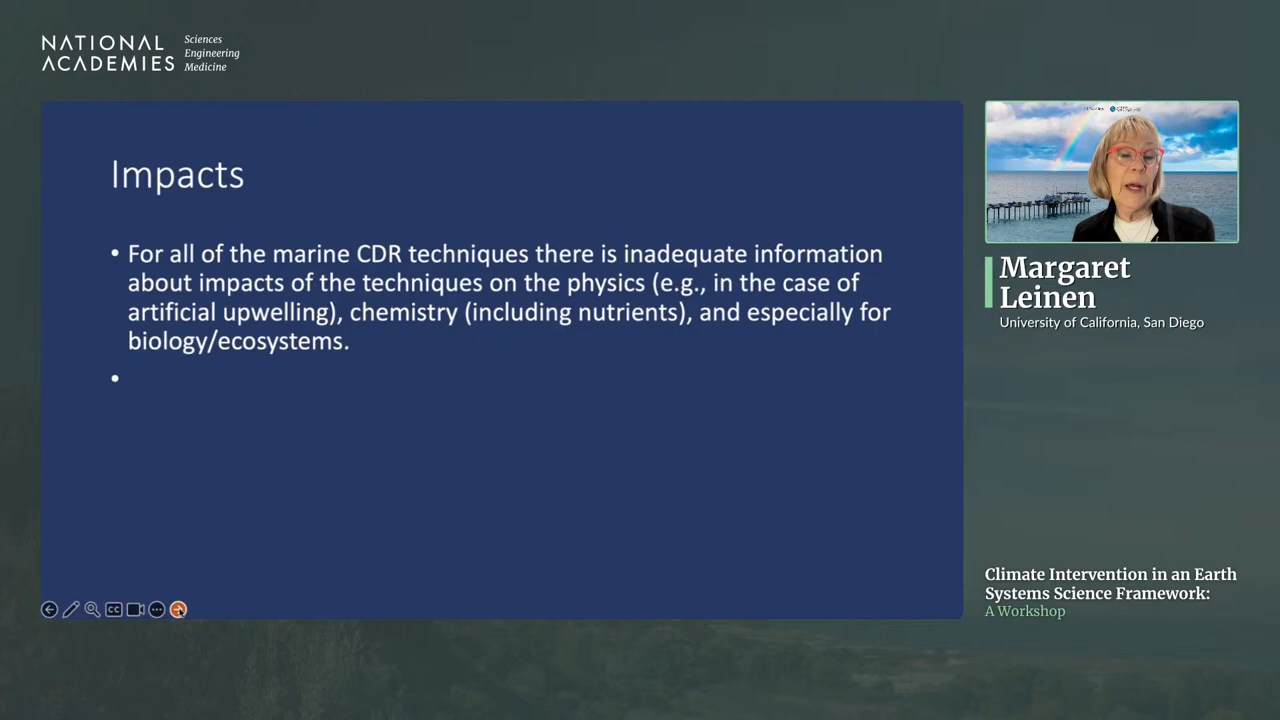 NATIONAL
ACADEMIES
Sciences
Engineering
Medicine
Impacts
• For all of the marine CDR techniques there is inadequate information
about impacts of the techniques on the physics (e.g., in the case of
artificial upwelling), chemistry (including nutrients), and especially for
biology/ecosystems.
•
CC
Margaret
Leinen
University of California, San Diego
Climate Intervention in an Earth
Systems Science Framework:
A Workshop